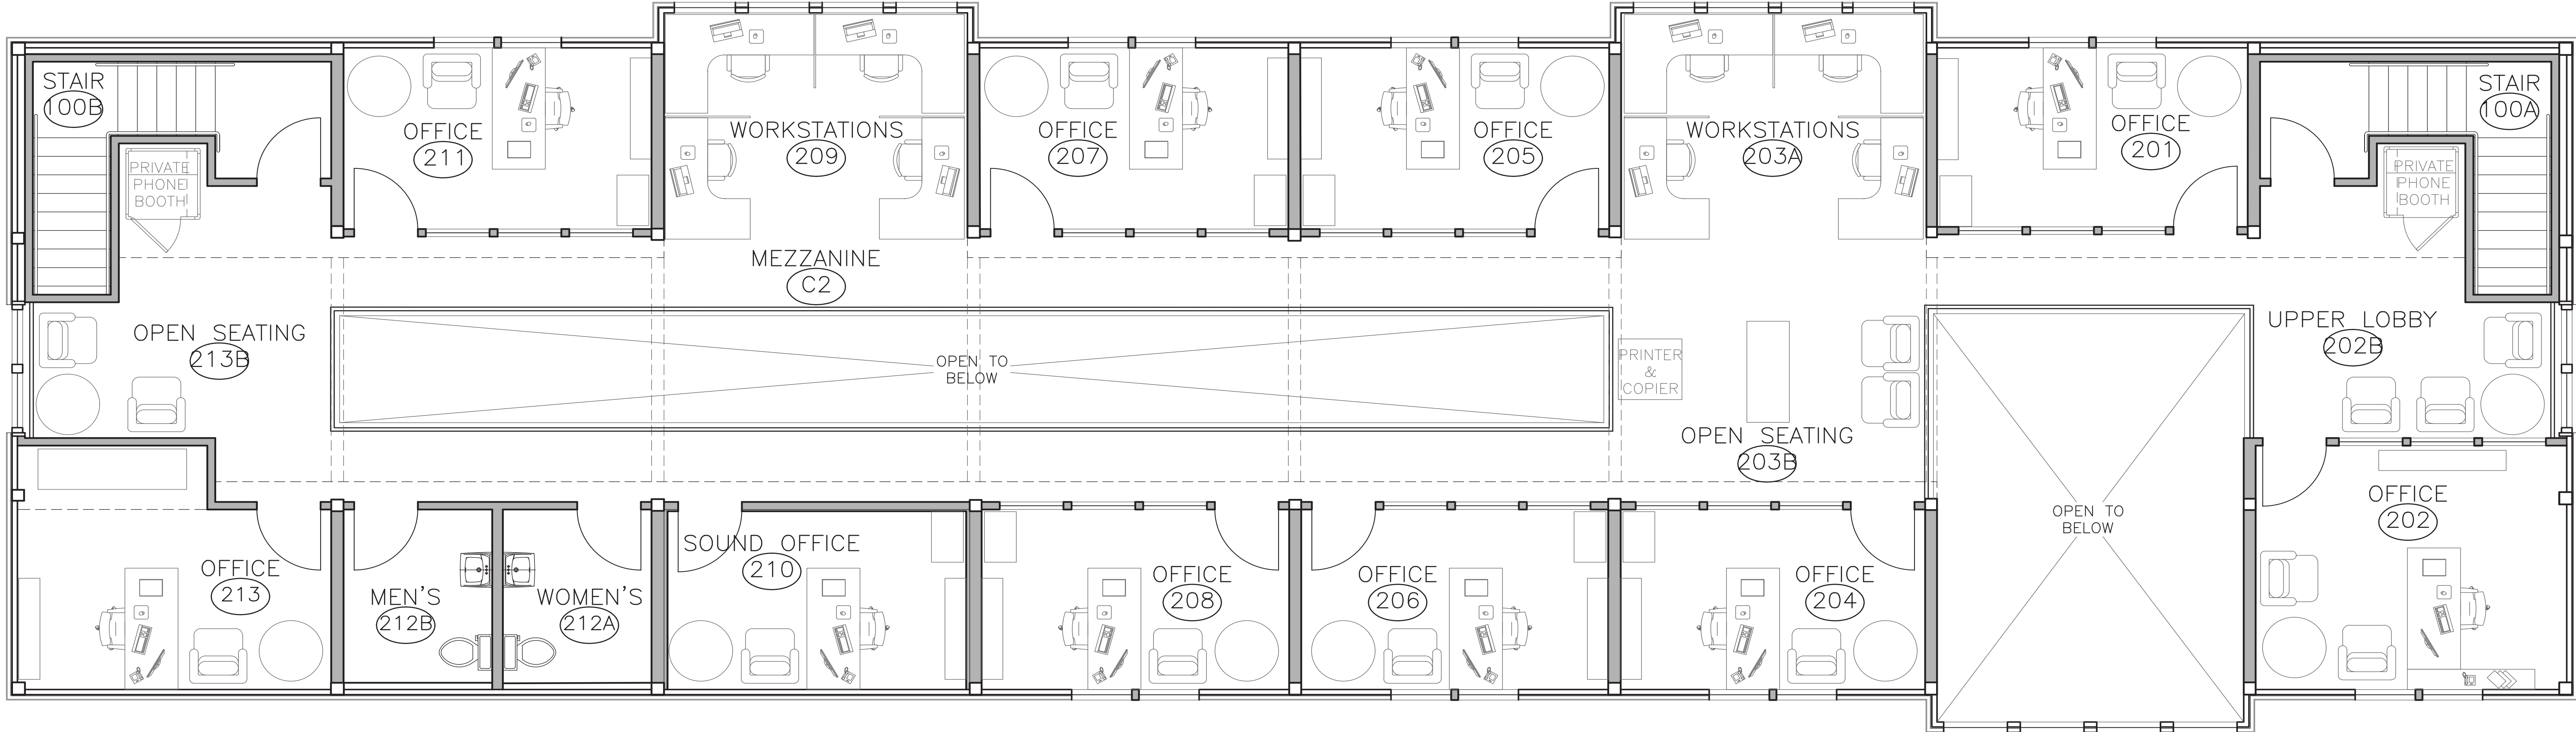 STAIR
100B
PRIVATE
PHONE
BOOTH
OFFICE
211
WORKSTATIONS
209
OFFICE
207
OFFICE
205
WORKSTATIONS
203A
OFFICE
201
STAIR
100A
PRIVATE
PHONE
BOOTH
MEZZANINE
C2
OPEN SEATING
213B
OPEN TO
BELOW
PRINTER
&
COPIER
OPEN SEATING
203B
UPPER LOBBY
202B
OFFICE
213
MEN'S
212B
WOMEN'S
212A
SOUND OFFICE
210
OFFICE
208
OFFICE
206
OFFICE
204
OPEN TO
BELOW
OFFICE
202